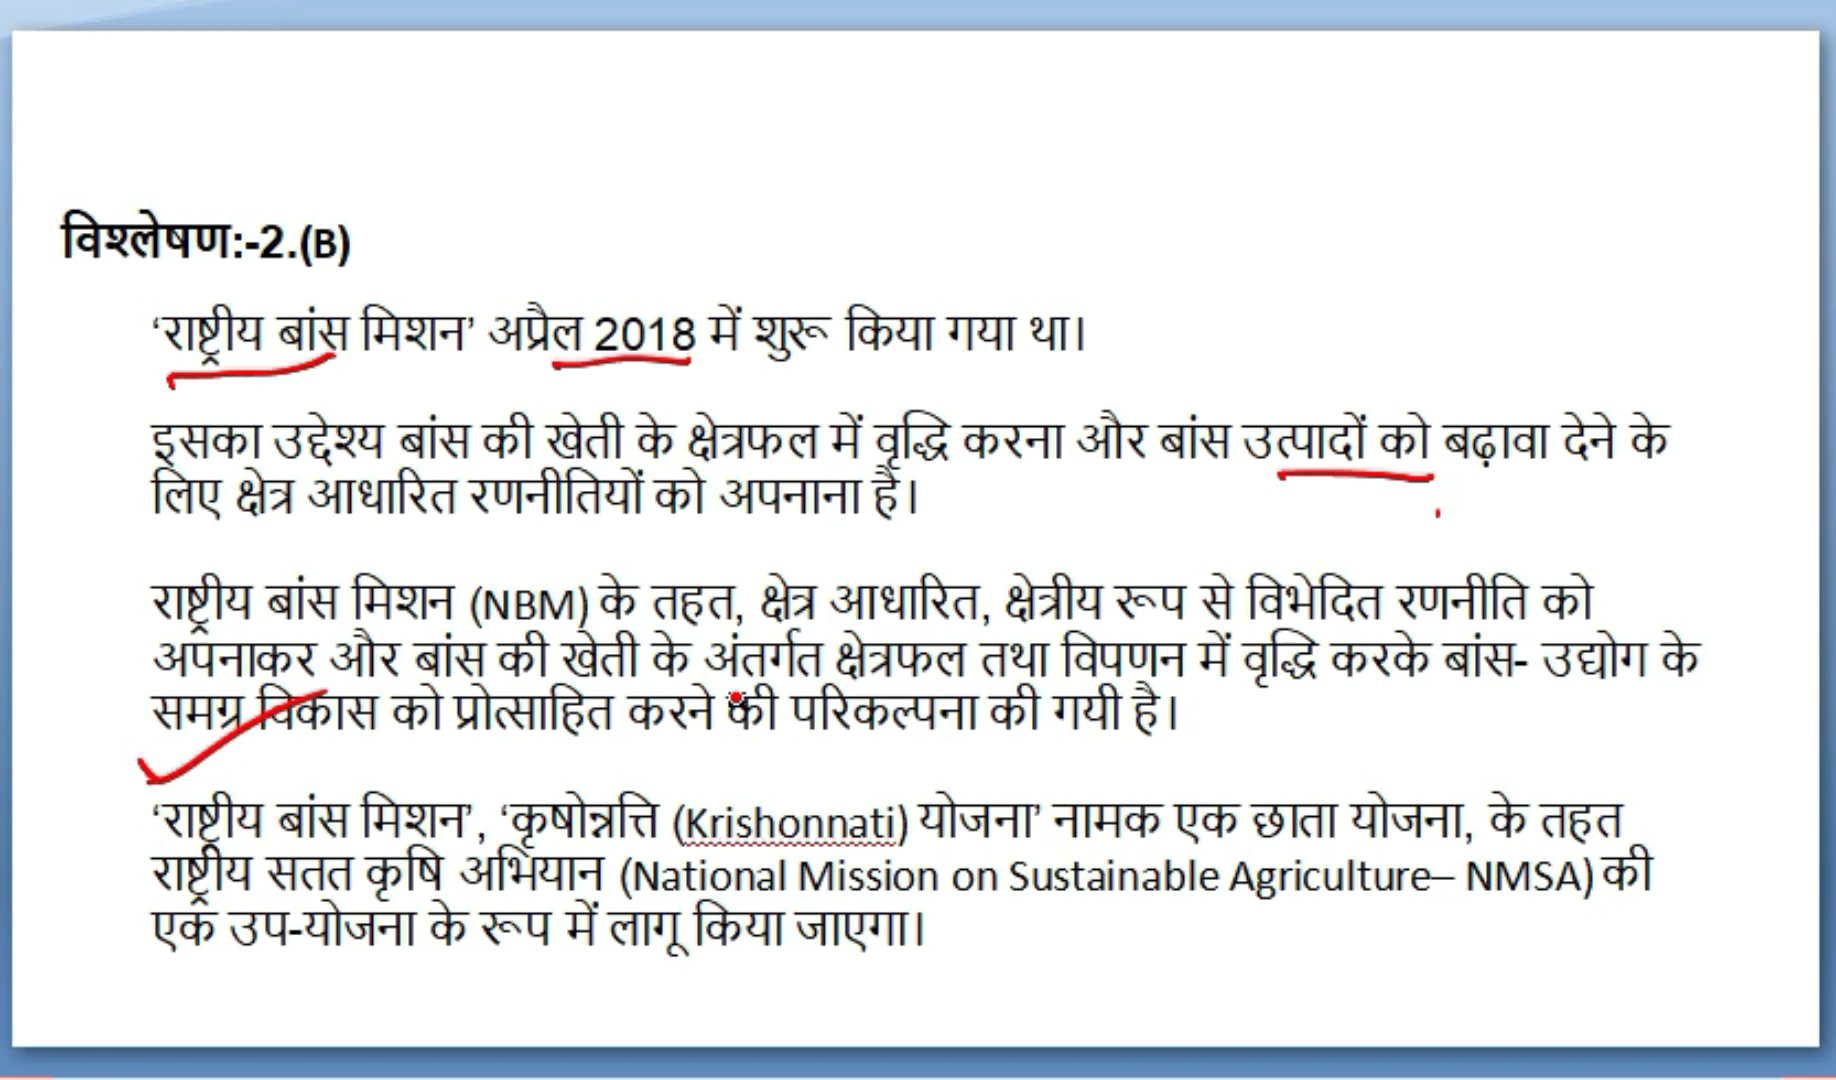 विश्लेषण:-2.(B)
‘राष्ट्रीय बांस मिशन’ अप्रैल 2018 में शुरू किया गया था।
इसका उद्देश्य बांस की खेती के क्षेत्रफल में वृद्धि करना और बांस उत्पादों को बढ़ावा देने के
लिए क्षेत्र आधारित रणनीतियों को अपनाना है।
राष्ट्रीय बांस मिशन (NBM) के तहत, क्षेत्र आधारित, क्षेत्रीय रूप से विभेदित रणनीति को
अपनाकर और बांस की खेती के अंतर्गत क्षेत्रफल तथा विपणन में वृद्धि करके बांस- उद्योग के
समग्र विकास को प्रोत्साहित करने की परिकल्पना की गयी है।
‘राष्ट्रीय बांस मिशन’, ‘कृषोन्नत्ति (Krishonnati) योजना’ नामक एक छाता योजना, के तहत
राष्ट्रीय सतत कृषि अभियान (National Mission on Sustainable Agriculture– NMSA) की
एक उप-योजना के रूप में लागू किया जाएगा।